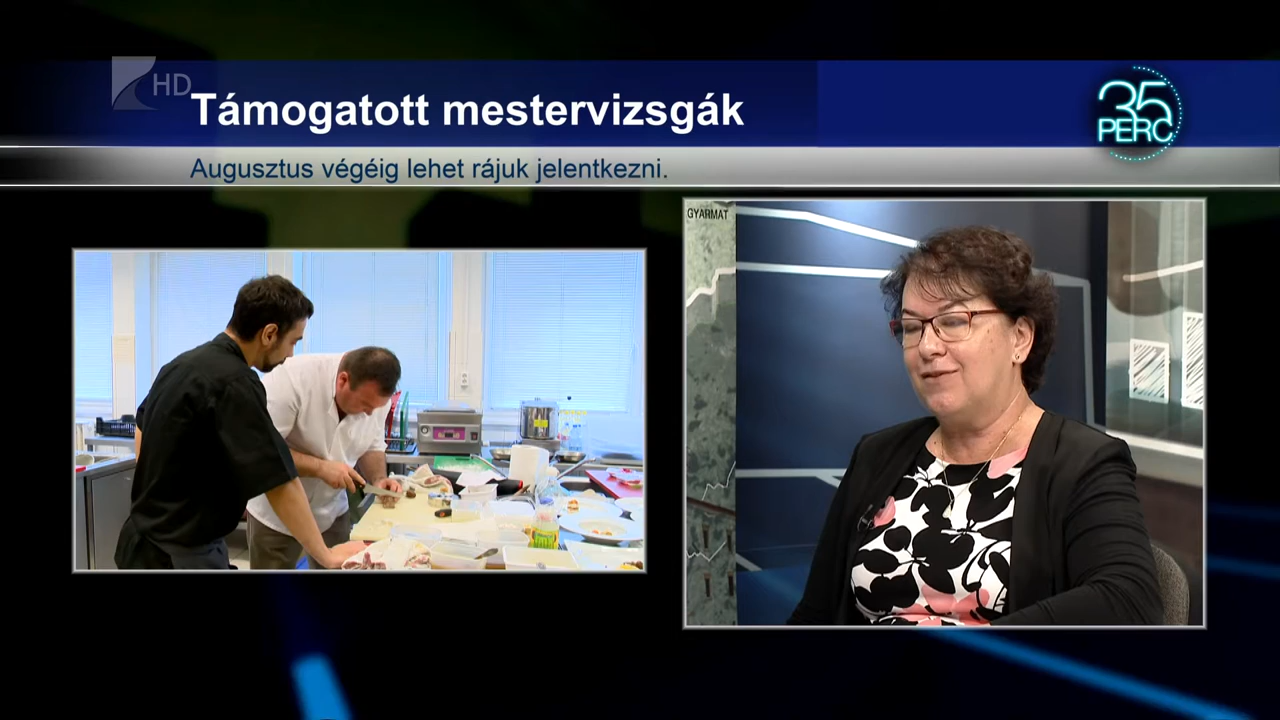 HD
Támogatott mestervizsgák
35
PERC
Augusztus végéig lehet rájuk jelentkezni.
GYARMAT